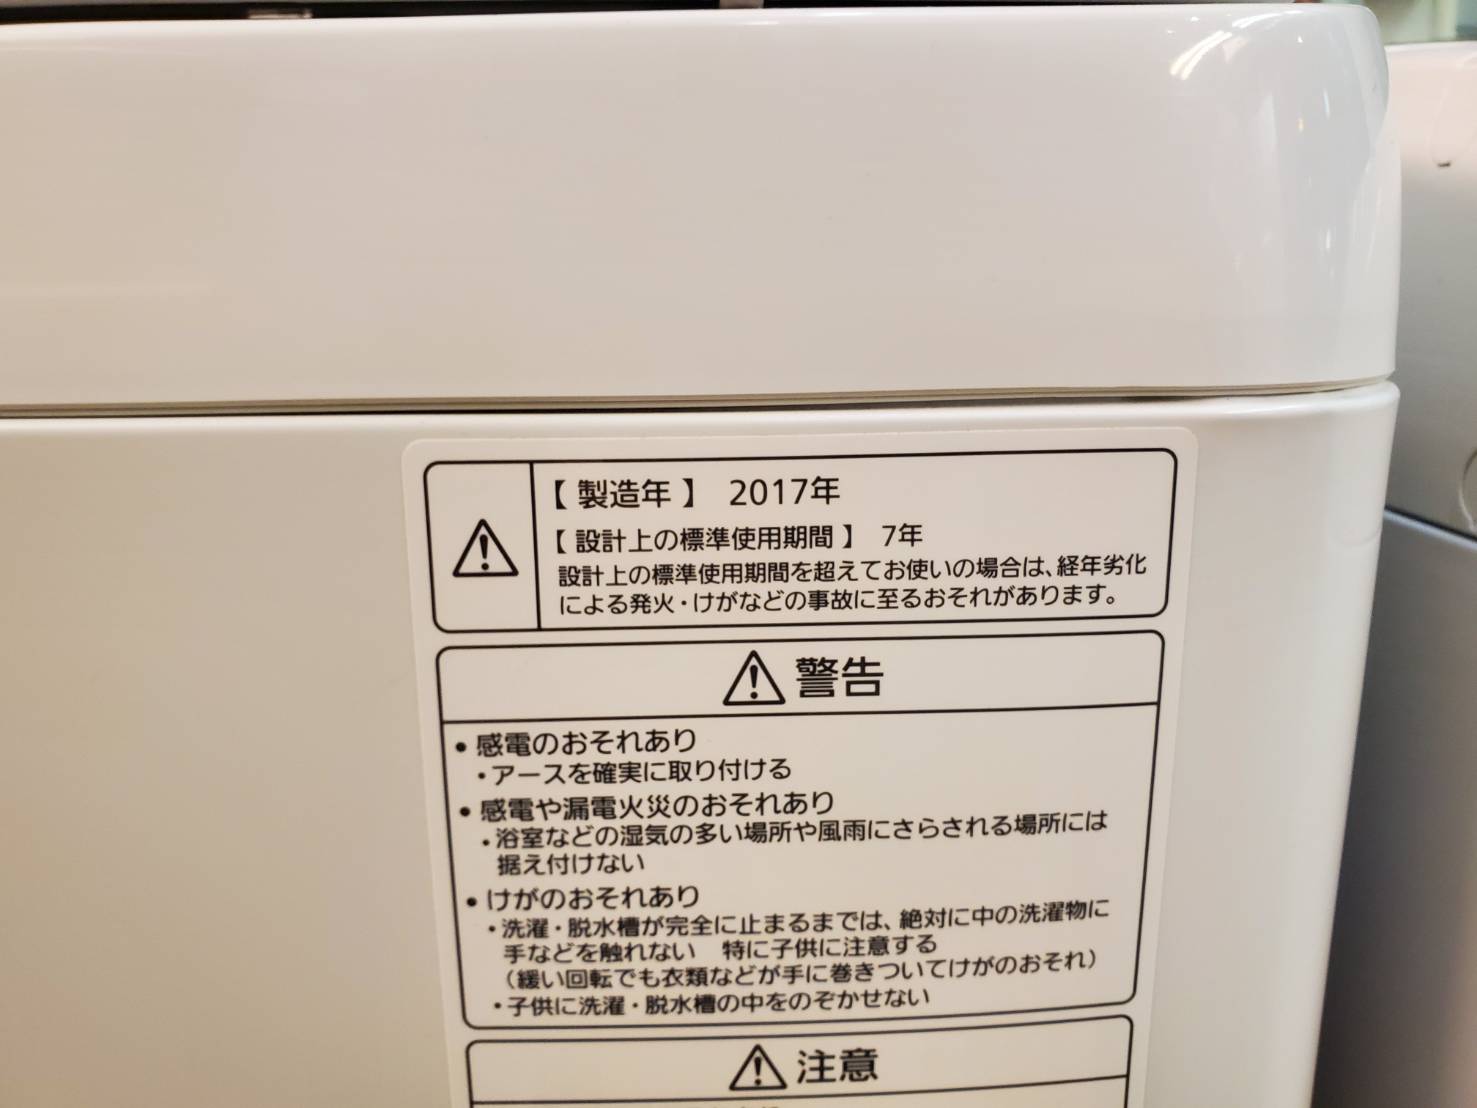 【製造年】 2017年
【設計上の標準使用期間】 7年
設計上の標準使用期間を超えてお使いの場合は、経年劣化
による発火・けがなどの事故に至るおそれがあります。
警告
• 感電のおそれあり
・アースを確実に取り付ける
• 感電や漏電火災のおそれあり
・浴室などの湿気の多い場所や風雨にさらされる場所には
据え付けない
• けがのおそれあり
・洗濯・脱水槽が完全に止まるまでは、絶対に中の洗濯物に
手などを触れない 特に子供に注意する
（緩い回転でも衣類などが手に巻きついてけがのおそれ）
・子供に洗濯・脱水槽の中をのぞかせない
注意